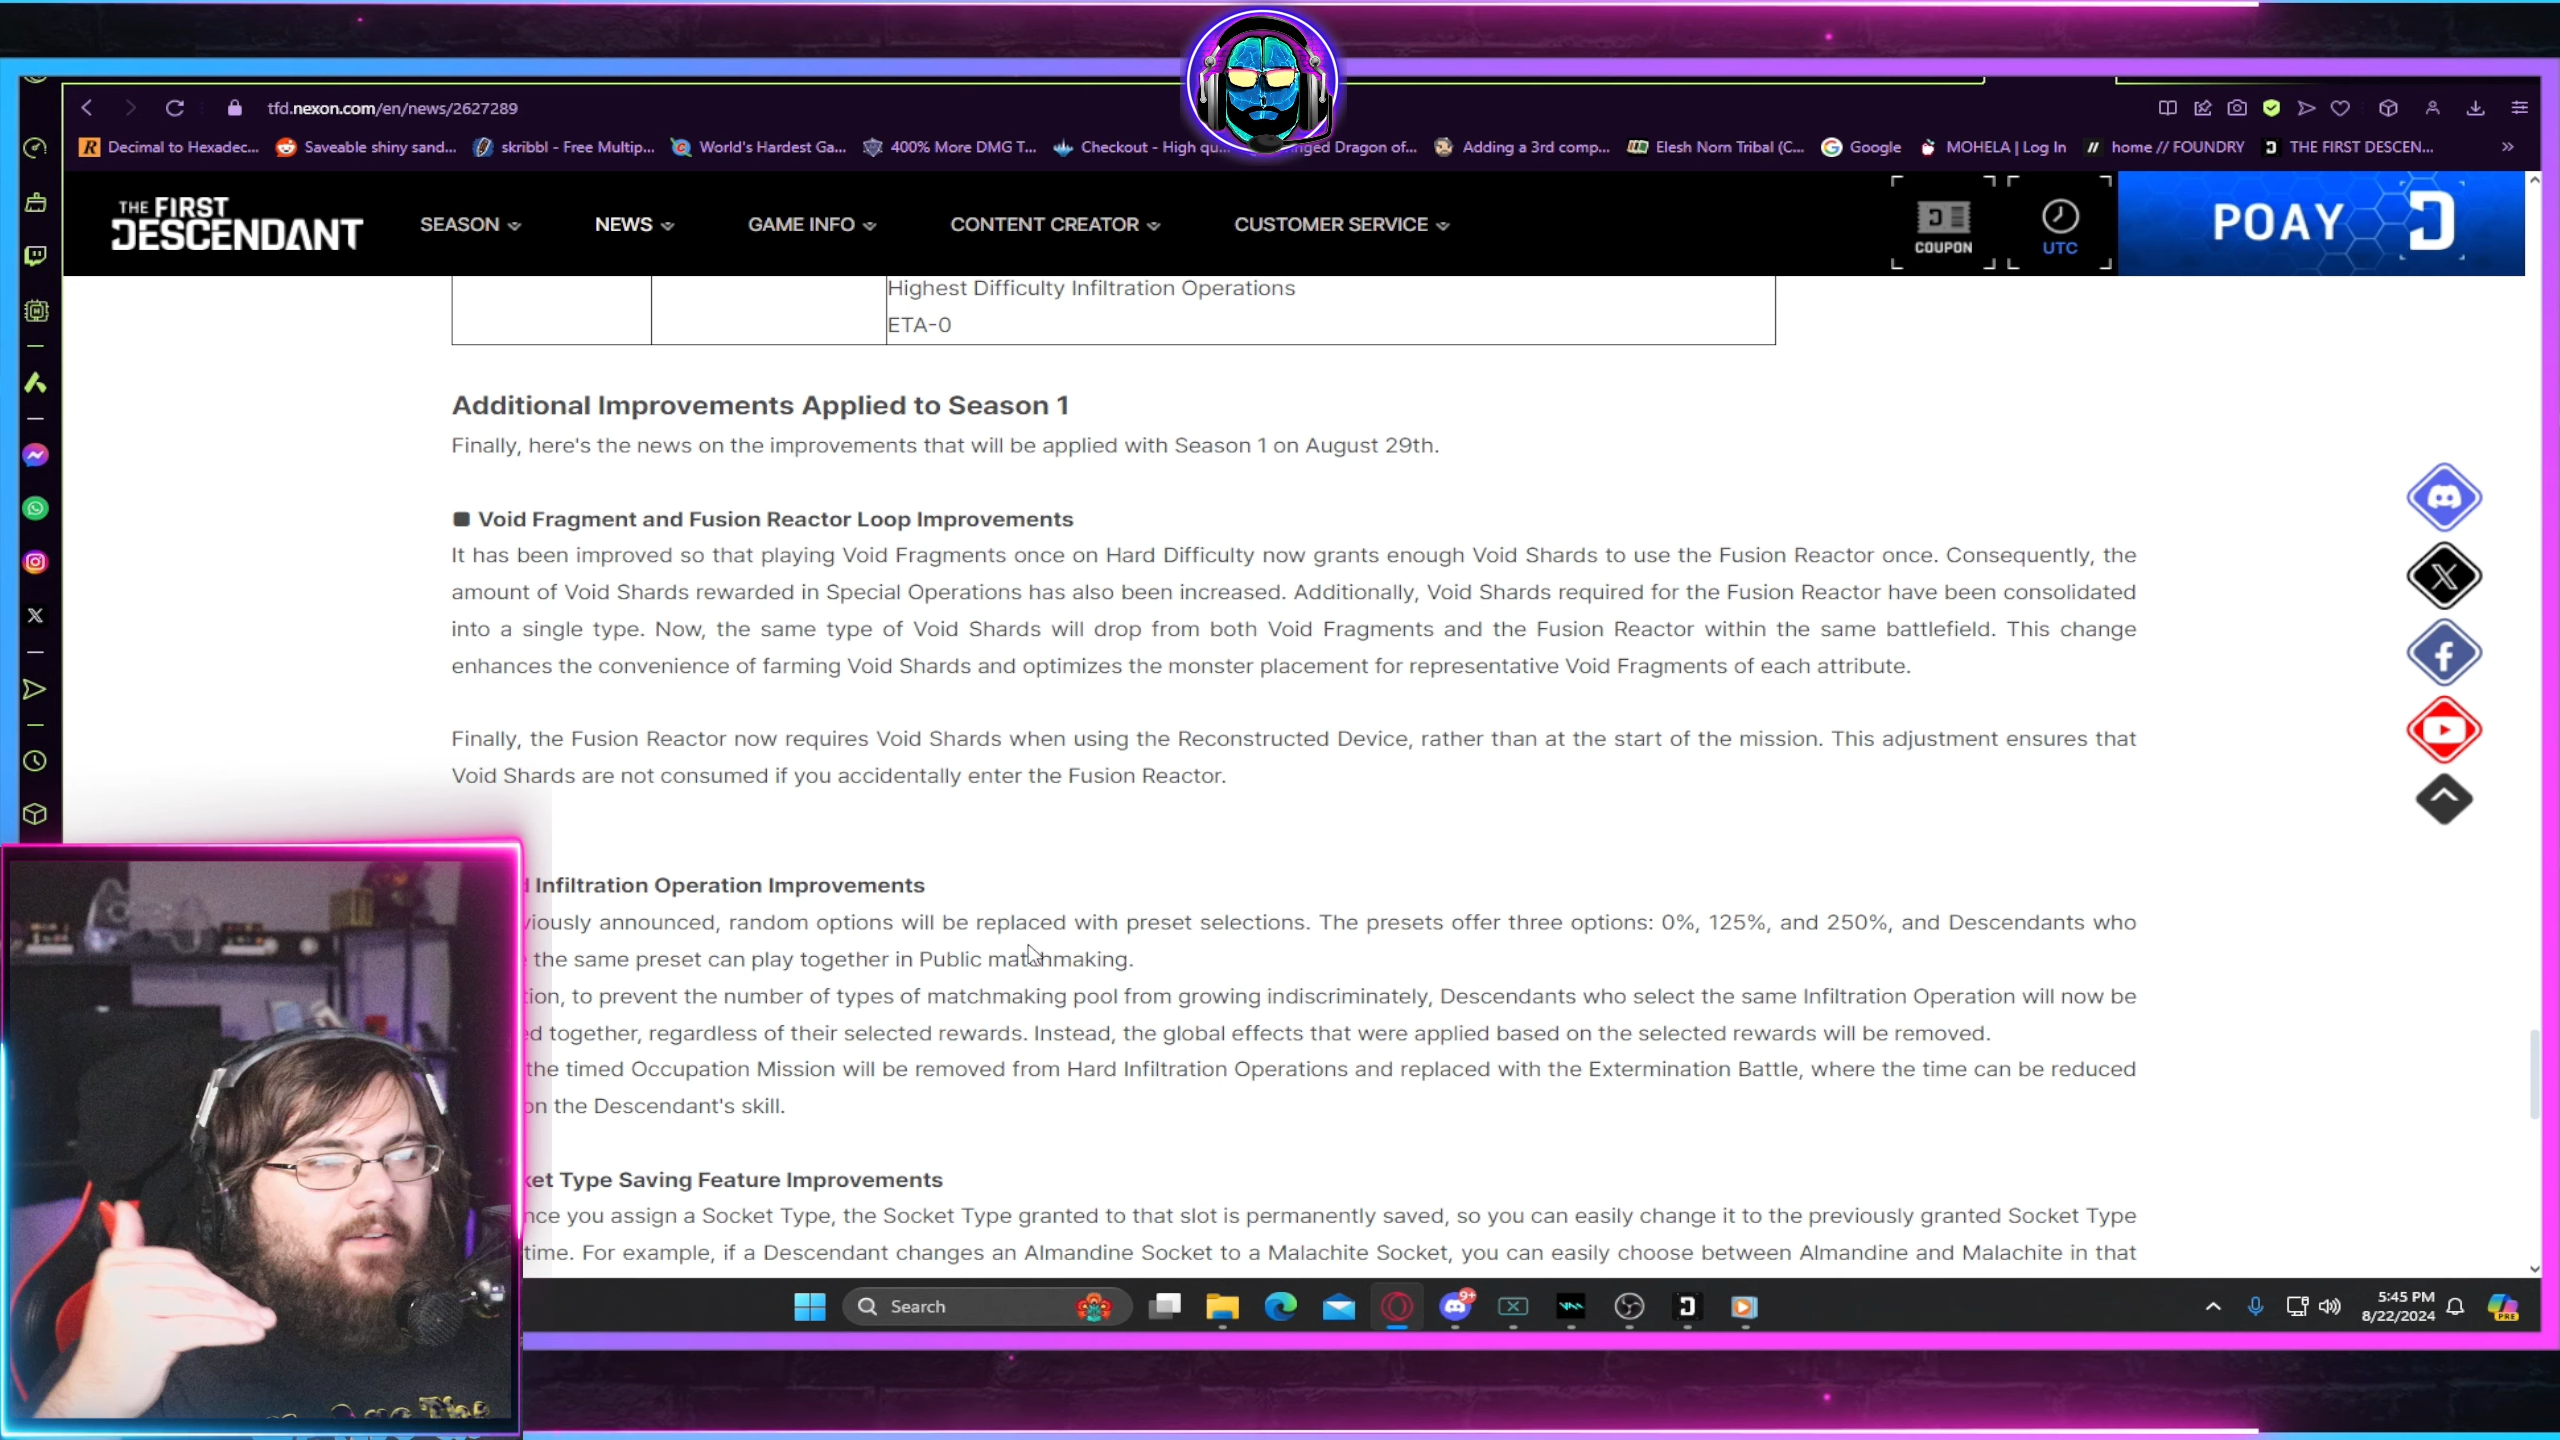 tfd.nexon.com/en/news/2627289
Decimal to Hexadec... Saveable shiny sand... skribbl - Free Multip... World's Hardest Ga... 400% More DMG T... Checkout - High qu... nged Dragon of... Adding a 3rd comp... Elesh Norn Tribal (C... Google MOHELA | Log In home // FOUNDRY THE FIRST DESCEN...
THE FIRST
DESCENDANT
SEASON NEWS GAME INFO CONTENT CREATOR CUSTOMER SERVICE
COUPON
UTC
POAY
Highest Difficulty Infiltration Operations
ETA-0
Additional Improvements Applied to Season 1
Finally, here's the news on the improvements that will be applied with Season 1 on August 29th.
Void Fragment and Fusion Reactor Loop Improvements
It has been improved so that playing Void Fragments once on Hard Difficulty now grants enough Void Shards to use the Fusion Reactor once. Consequently, the
amount of Void Shards rewarded in Special Operations has also been increased. Additionally, Void Shards required for the Fusion Reactor have been consolidated
into a single type. Now, the same type of Void Shards will drop from both Void Fragments and the Fusion Reactor within the same battlefield. This change
enhances the convenience of farming Void Shards and optimizes the monster placement for representative Void Fragments of each attribute.
Finally, the Fusion Reactor now requires Void Shards when using the Reconstructed Device, rather than at the start of the mission. This adjustment ensures that
Void Shards are not consumed if you accidentally enter the Fusion Reactor.
Infiltration Operation Improvements
viously announced, random options will be replaced with preset selections. The presets offer three options: 0%, 125%, and 250%, and Descendants who
the same preset can play together in Public matchmaking.
tion, to prevent the number of types of matchmaking pool from growing indiscriminately, Descendants who select the same Infiltration Operation will now be
ed together, regardless of their selected rewards. Instead, the global effects that were applied based on the selected rewards will be removed.
the timed Occupation Mission will be removed from Hard Infiltration Operations and replaced with the Extermination Battle, where the time can be reduced
on the Descendant's skill.
ket Type Saving Feature Improvements
nce you assign a Socket Type, the Socket Type granted to that slot is permanently saved, so you can easily change it to the previously granted Socket Type
time. For example, if a Descendant changes an Almandine Socket to a Malachite Socket, you can easily choose between Almandine and Malachite in that
Search
9+
5:45 PM
8/22/2024
PRE